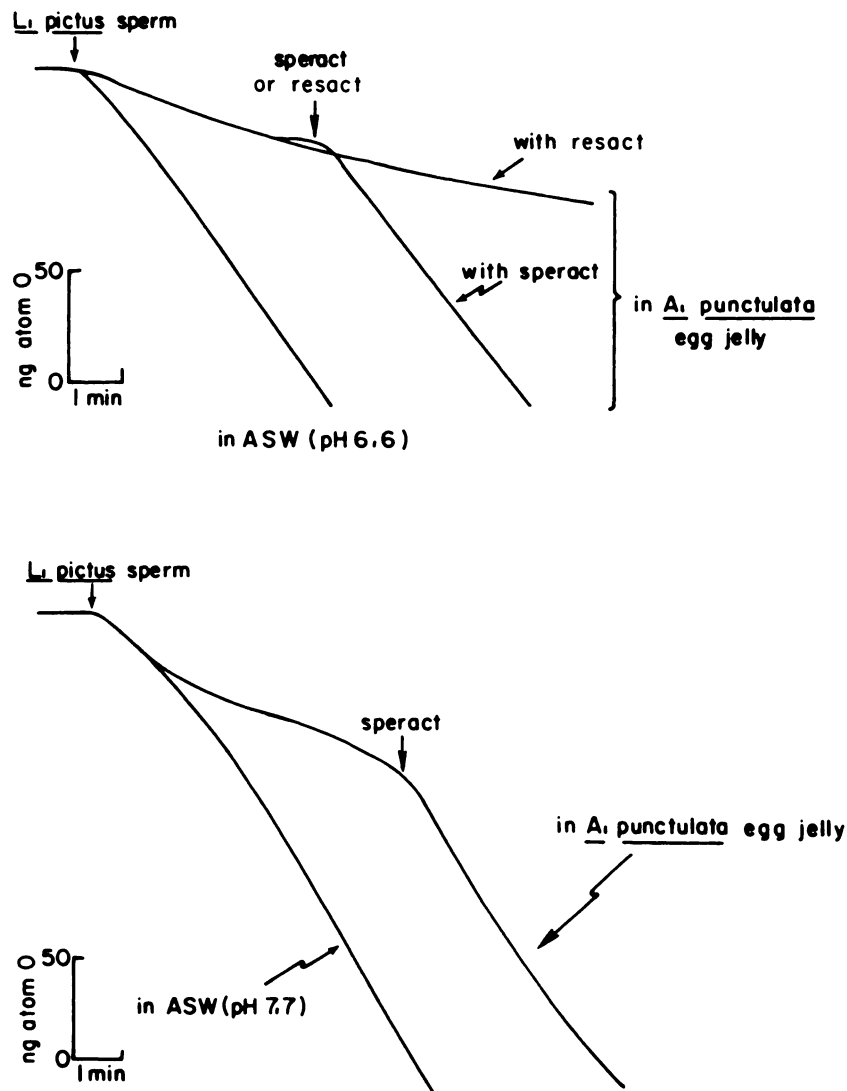 L. pictus sperm
speract
or resact
with resact
50
ng atom O
0
1 min
with speract
in A. punctulata
egg jelly
in ASW (pH 6.6)
L. pictus sperm
speract
in A. punctulata egg jelly
50
ng atom O
0
1 min
in ASW (pH 7.7)